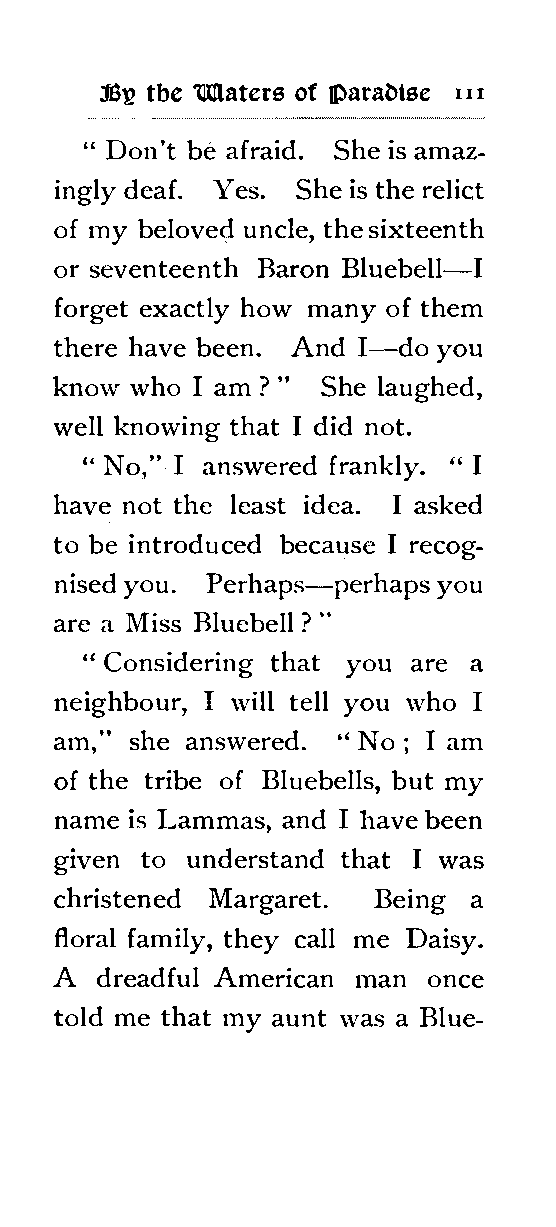 By the Waters of Paradise 111
“ Don't be afraid. She is amaz-
ingly deaf. Yes. She is the relict
of my beloved uncle, the sixteenth
or seventeenth Baron Bluebell—I
forget exactly how many of them
there have been. And I—do you
know who I am ? ” She laughed,
well knowing that I did not.
“ No,” I answered frankly. “ I
have not the least idea. I asked
to be introduced because I recog-
nised you. Perhaps—perhaps you
are a Miss Bluebell ? ”
“ Considering that you are a
neighbour, I will tell you who I
am,” she answered. “ No ; I am
of the tribe of Bluebells, but my
name is Lammas, and I have been
given to understand that I was
christened Margaret. Being a
floral family, they call me Daisy.
A dreadful American man once
told me that my aunt was a Blue-